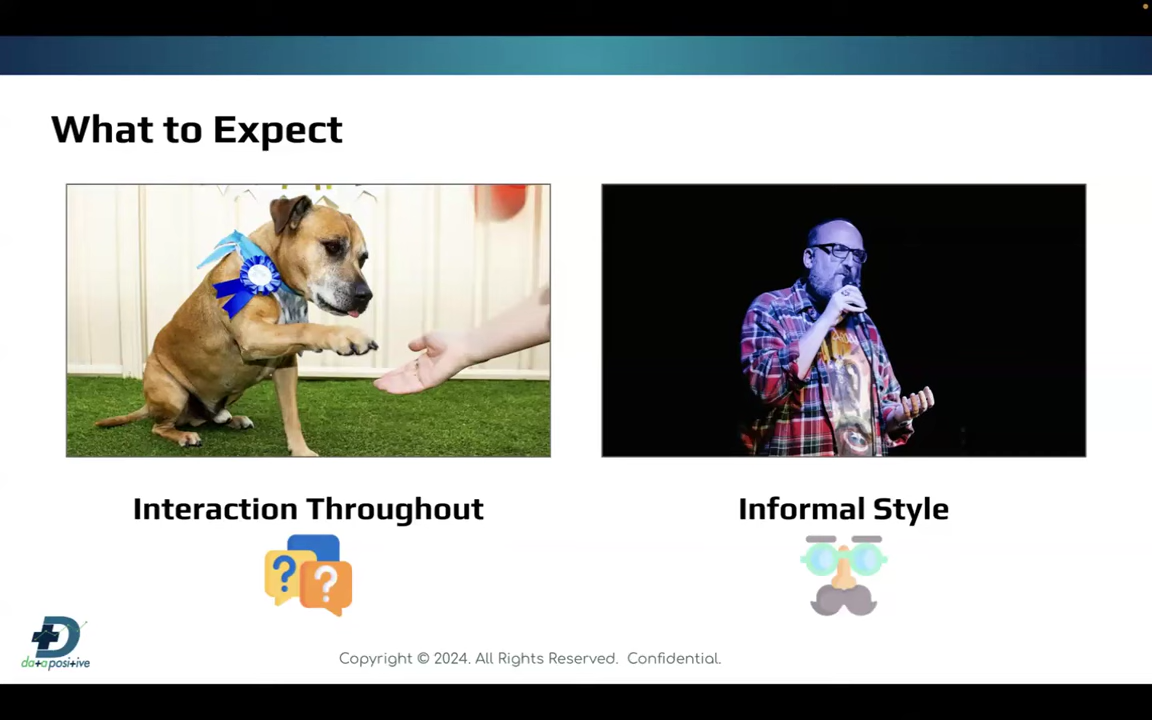 What to Expect
Interaction Throughout
Informal Style
? ?
data positive
Copyright © 2024. All Rights Reserved. Confidential.